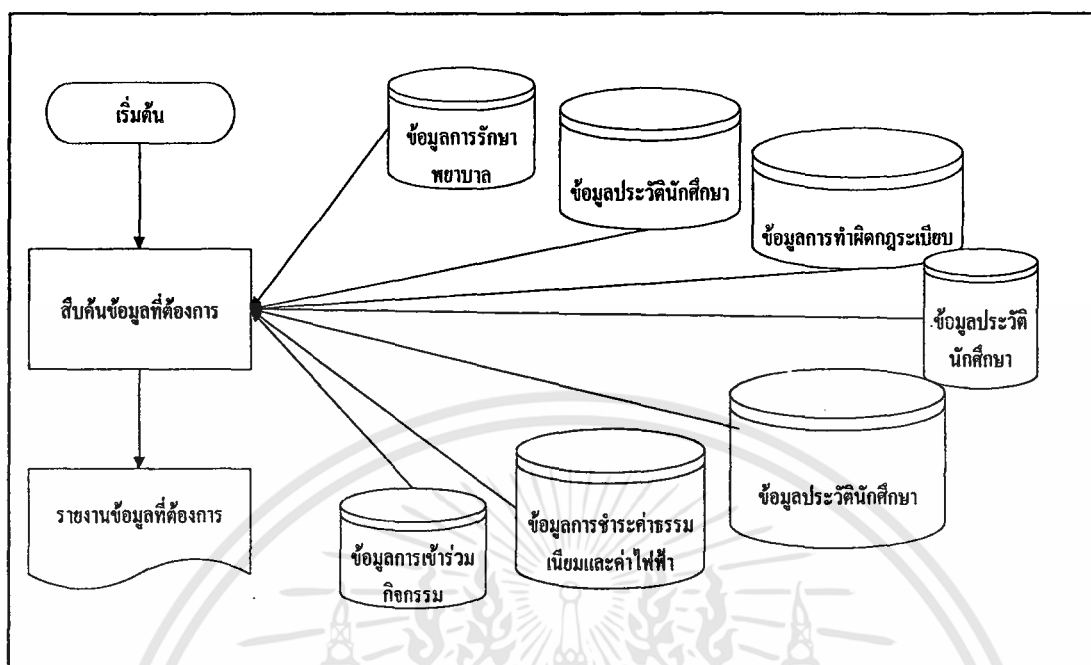 เริ่มต้น
สืบค้นข้อมูลที่ต้องการ
รายงานข้อมูลที่ต้องการ
ข้อมูลการรักษา
พยาบาล
ข้อมูลประวัตินักศึกษา
ข้อมูลการทำผิดกฎระเบียบ
ข้อมูลประวัติ
นักศึกษา
ข้อมูลประวัตินักศึกษา
ข้อมูลการชำระค่าธรรม
เนียมและค่าไฟฟ้า
ข้อมูลการเข้าร่วม
กิจกรรม